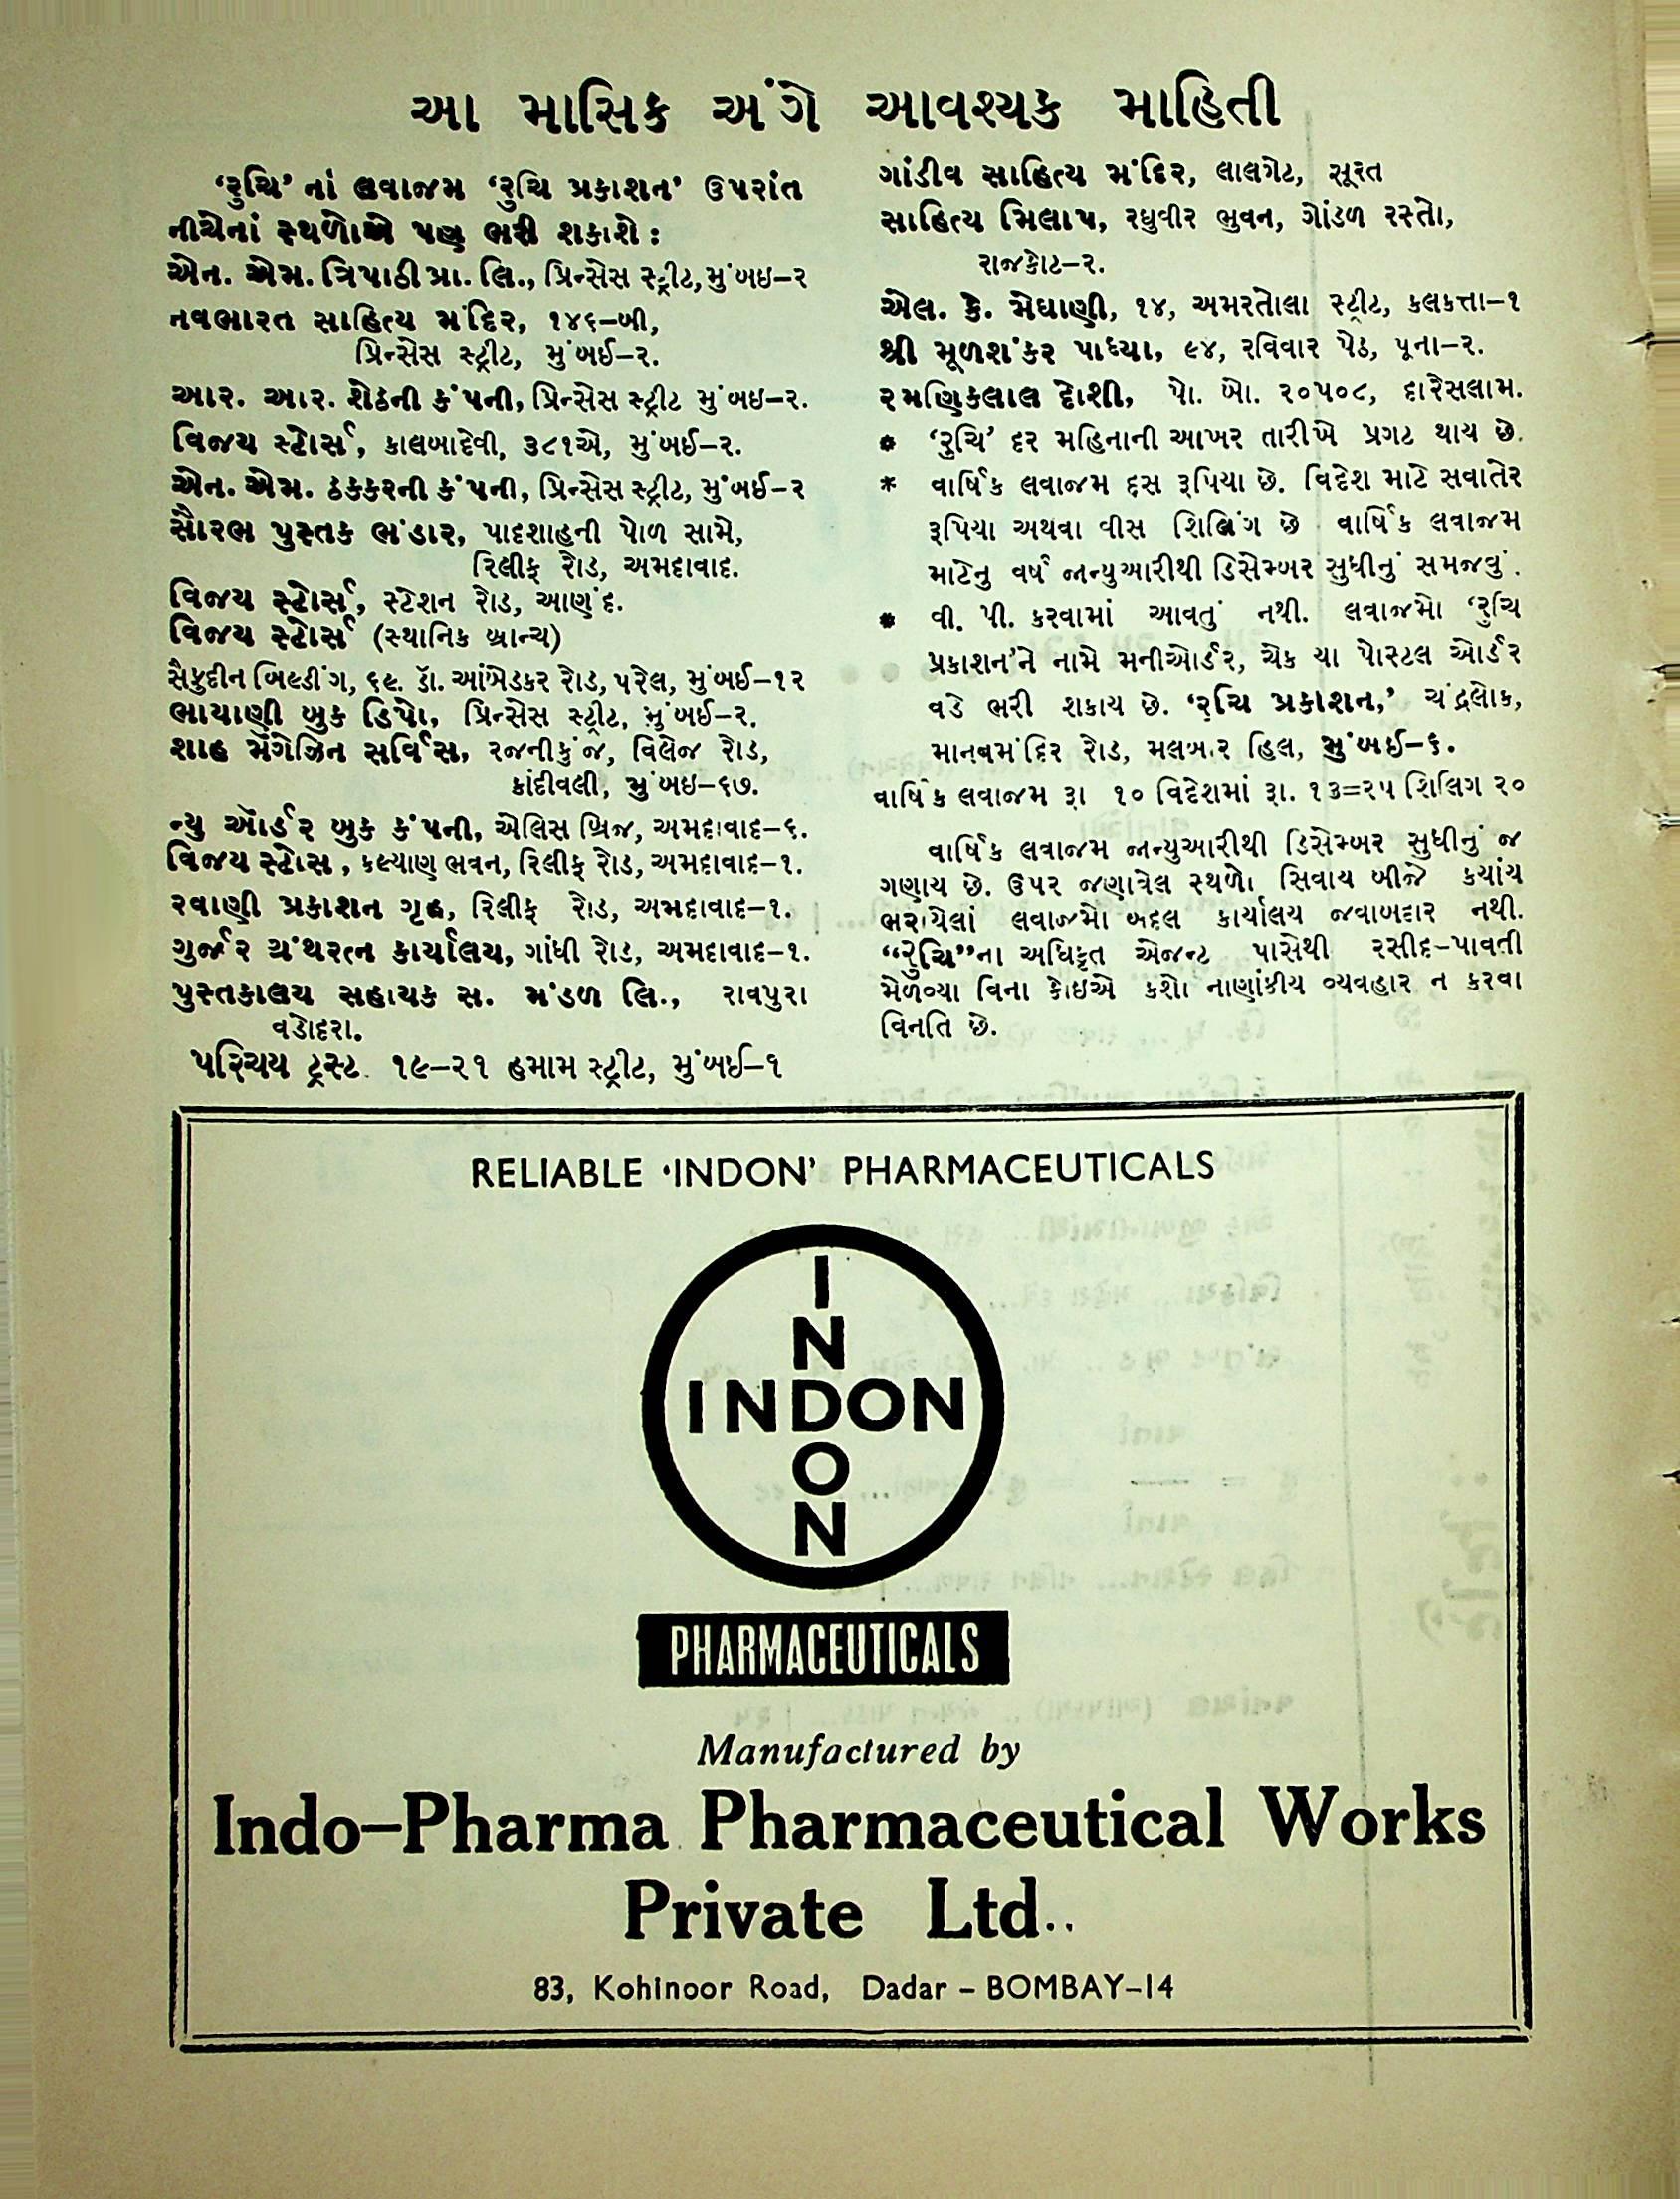 આ માસિક અંગે આવશ્યક માહિતી
‘રુચિ’ નાં લવાજમ ‘રુચિ પ્રકાશન’ ઉપરાંત
નીચેનાં સ્થળોએ પણ ભરી શકાશે :
એન. એમ. ત્રિપાઠી પ્રા. લિ., પ્રિન્સેસ સ્ટ્રીટ, મુંબઇ–૨
નવભારત સાહિત્ય મંદિર, ૧૪૬–બી,
પ્રિન્સેસ સ્ટ્રીટ, મુંબઈ–૨.
આર. આર. શેઠની કંપની, પ્રિન્સેસ સ્ટ્રીટ મુંબઇ–૨.
વિજય સ્ટોર્સ, કાલબાદેવી, ૩૮૧એ, મુંબઈ–૨.
એન. એમ. ઠક્કરની કંપની, પ્રિન્સેસ સ્ટ્રીટ, મુંબઈ–૨
સૌરભ પુસ્તક ભંડાર, પાદશાહની પોળ સામે,
રિલીફ રોડ, અમદાવાદ.
વિજય સ્ટોર્સ, સ્ટેશન રોડ, આણંદ.
વિજય સ્ટોર્સ (સ્થાનિક બ્રાન્ચ)
સૈફુદીન બિલ્ડીંગ, ૬૯. ડૉ. આંબેડકર રોડ, પરેલ, મુંબઈ–૧૨
ભાયાણી બુક ડિપો, પ્રિન્સેસ સ્ટ્રીટ, મુંબઈ–૨.
શાહ મૅગેઝિન સર્વિસ, રજનીકુંજ, વિલેજ રોડ,
કાંદીવલી, મુંબઇ–૬૭.
ન્યુ ઑર્ડર બુક કંપની, એલિસ બ્રિજ, અમદાવાદ–૬.
વિજય સ્ટોર્સ, કલ્યાણ ભવન, રિલીફ રોડ, અમદાવાદ–૧.
રવાણી પ્રકાશન ગૃહ, રિલીફ રોડ, અમદાવાદ–૧.
ગુર્જર ગ્રંથરત્ન કાર્યાલય, ગાંધી રોડ, અમદાવાદ–૧.
પુસ્તકાલય સહાયક સ. મંડળ લિ., રાવપુરા
વડોદરા.
પરિચય ટ્રસ્ટ. ૧૯–૨૧ હમામ સ્ટ્રીટ, મુંબઈ–૧
ગાંડીવ સાહિત્ય મંદિર, લાલગેટ, સૂરત
સાહિત્ય મિલાપ, રઘુવીર ભુવન, ગોંડળ રસ્તો,
રાજકોટ–૨.
એલ. કે. મેઘાણી, ૧૪, અમરતોલા સ્ટ્રીટ, કલકત્તા–૧
શ્રી મૂળશંકર પાધ્યા, ૯૪, રવિવાર પેઠ, પૂના–૨.
રમણિકલાલ દોશી, પો. બો. ૨૦૫૦૮, દારેસલામ.
* ‘રુચિ’ દર મહિનાની આખર તારીખે પ્રગટ થાય છે.
* વાર્ષિક લવાજમ દસ રૂપિયા છે. વિદેશ માટે સવાતેર
રૂપિયા અથવા વીસ શિલિંગ છે વાર્ષિક લવાજમ
માટેનુ વર્ષ જાન્યુઆરીથી ડિસેમ્બર સુધીનું સમજવું.
* વી. પી. કરવામાં આવતું નથી. લવાજમો ‘રુચિ
પ્રકાશન’ને નામે મનીઓર્ડર, ચેક યા પોસ્ટલ ઓર્ડર
વડે ભરી શકાય છે. ‘રુચિ પ્રકાશન,’ ચંદ્રલોક,
માનવમંદિર રોડ, મલબાર હિલ, મુંબઈ–૬.
વાર્ષિક લવાજમ રૂા ૧૦ વિદેશમાં રૂા. ૧૩=૨૫ શિલિગ ૨૦
વાર્ષિક લવાજમ જાન્યુઆરીથી ડિસેમ્બર સુધીનું જ
ગણાય છે. ઉપર જણાવેલ સ્થળો સિવાય બીજે કયાંય
ભરાયેલાં લવાજમો બદલ કાર્યાલય જવાબદાર નથી.
“રુચિ”ના અધિકૃત એજન્ટ પાસેથી રસીદ–પાવતી
મેળવ્યા વિના કોઇએ કશો નાણાંકીય વ્યવહાર ન કરવા
વિનતિ છે.
RELIABLE ‘INDON’ PHARMACEUTICALS
I
N
INDON
O
N
PHARMACEUTICALS
Manufactured by
Indo–Pharma Pharmaceutical Works
Private Ltd..
83, Kohinoor Road, Dadar – BOMBAY–14